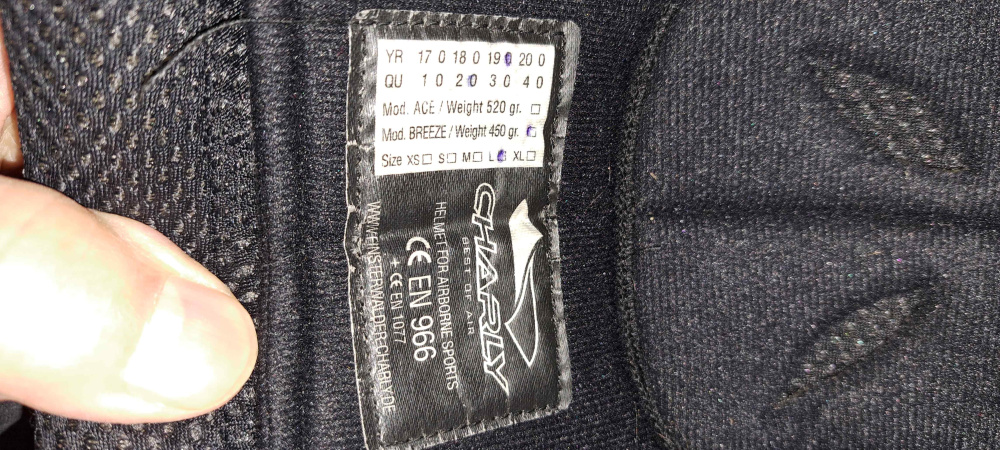 YR 17 0 18 0 19 0 20 0
QU 1 0 2 0 3 0 4 0
Mod. ACE / Weight 520 gr. □
Mod. BREEZE / Weight 450 gr. □
Size XS□ S□ M□ L□ XL□
CHARLY
BEST OF AIR
HELMET FOR AIRBORNE SPORTS
CE EN 966
+ CE EN 1077
WWW.FINSTERWALDER-CHARLY.DE